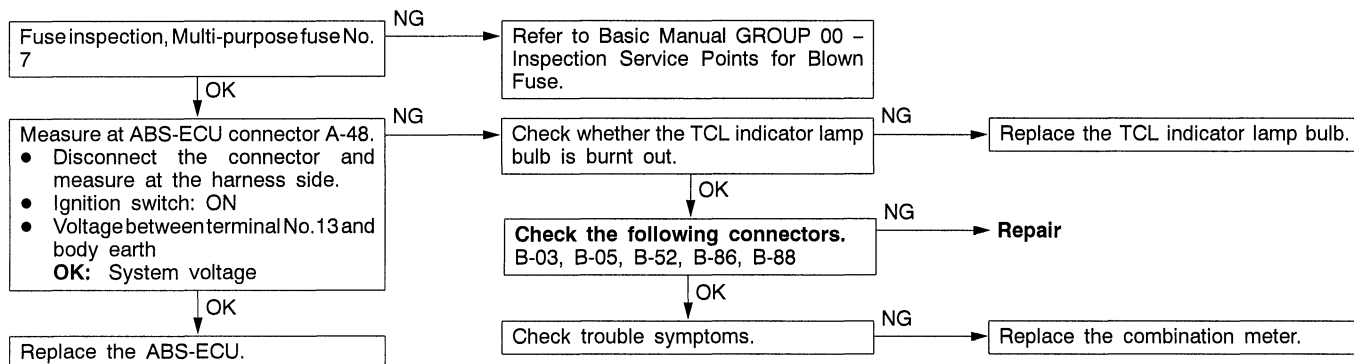 Fuse inspection, Multi-purpose fuse No.
7
NG
Refer to Basic Manual GROUP 00 –
Inspection Service Points for Blown
Fuse.
OK
Measure at ABS-ECU connector A-48.
● Disconnect the connector and
measure at the harness side.
● Ignition switch: ON
● Voltage between terminal No. 13 and
body earth
OK: System voltage
NG
Check whether the TCL indicator lamp
bulb is burnt out.
NG
Replace the TCL indicator lamp bulb.
OK
Check the following connectors.
B-03, B-05, B-52, B-86, B-88
NG
Repair
OK
Replace the ABS-ECU.
OK
Check trouble symptoms.
NG
Replace the combination meter.